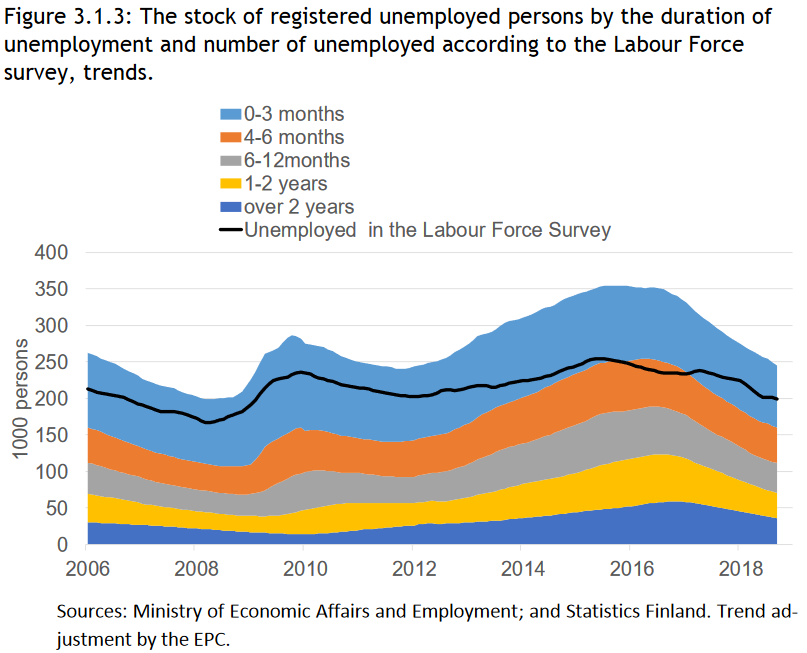 Figure 3.1.3: The stock of registered unemployed persons by the duration of
unemployment and number of unemployed according to the Labour Force
survey, trends.
0-3 months
4-6 months
6-12months
1-2 years
over 2 years
Unemployed in the Labour Force Survey
400
350
300
250
200
150
100
50
0
1000 persons
2006 2008 2010 2012 2014 2016 2018
Sources: Ministry of Economic Affairs and Employment; and Statistics Finland. Trend ad-
justment by the EPC.